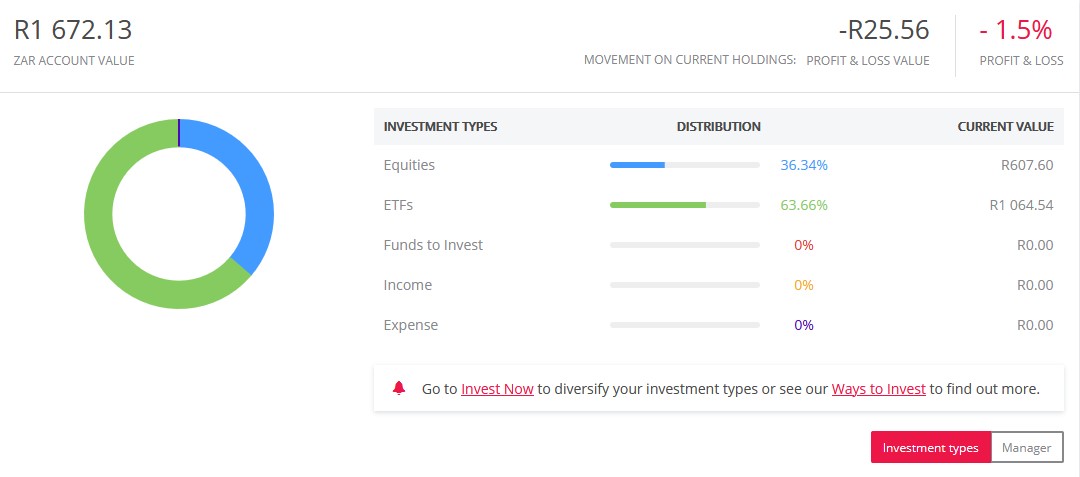 R1 672.13 -R25.56 - 1.5%
ZAR ACCOUNT VALUE MOVEMENT ON CURRENT HOLDINGS: PROFIT & LOSS VALUE PROFIT & LOSS
INVESTMENT TYPES DISTRIBUTION CURRENT VALUE
Equities 36.34% R607.60
ETFs 63.66% R1 064.54
Funds to Invest 0% R0.00
Income 0% R0.00
Expense 0% R0.00
Go to Invest Now to diversify your investment types or see our Ways to Invest to find out more.
Investment types Manager